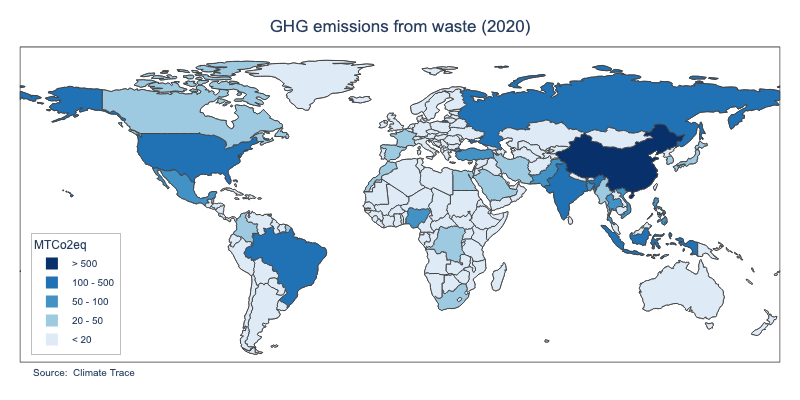 GHG emissions from waste (2020)
MTCo2eq
> 500
100 - 500
50 - 100
20 - 50
< 20
Source: Climate Trace